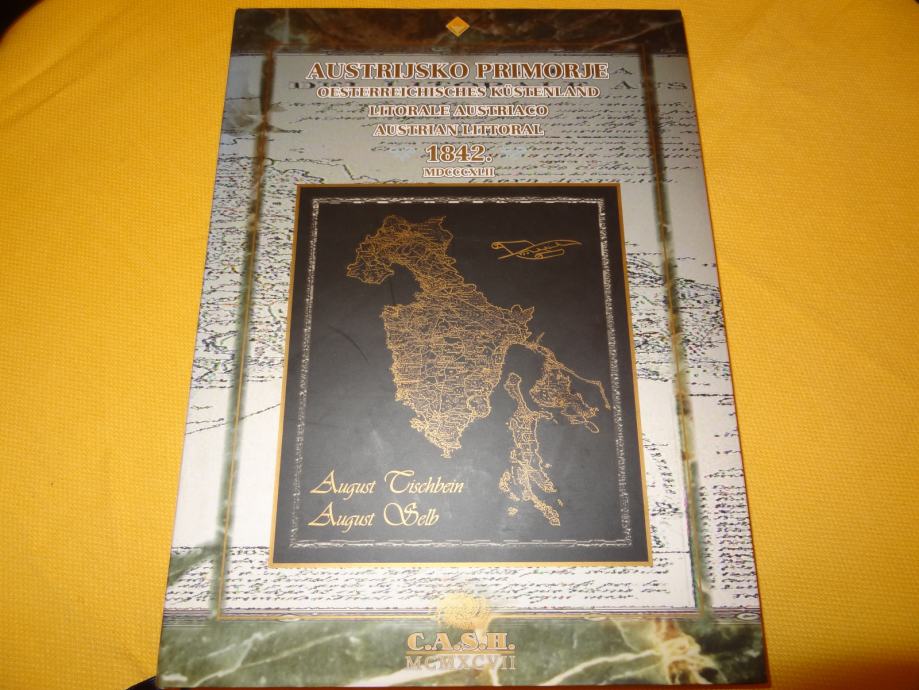 AUSTRIJSKO PRIMORJE
OESTERREICHISCHES KÜSTENLAND
LITORALE AUSTRIACO
AUSTRIAN LITTORAL
1842.
MDCCCXLII
August Tischbein
August Selb
C.A.S.H.
MCMXCVII